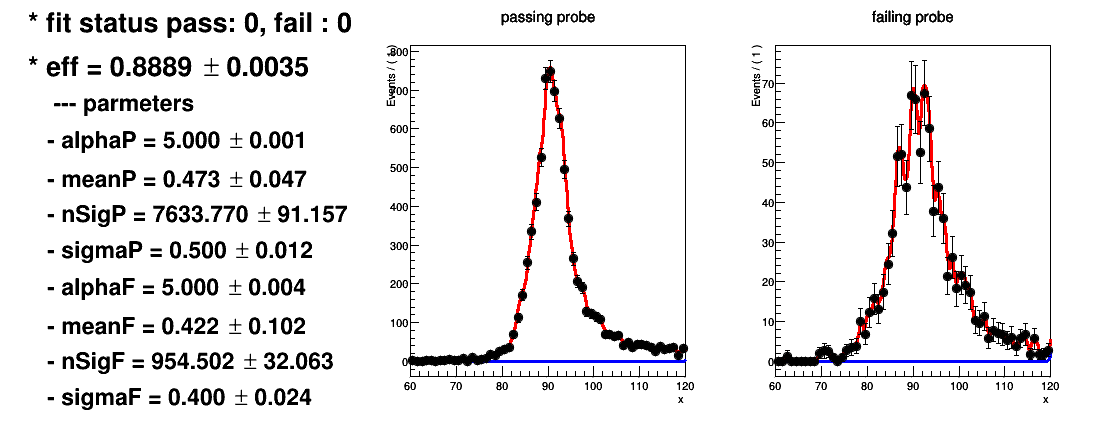 * fit status pass: 0, fail : 0
* eff = 0.8889 ± 0.0035
--- parmeters
- alphaP = 5.000 ± 0.001
- meanP = 0.473 ± 0.047
- nSigP = 7633.770 ± 91.157
- sigmaP = 0.500 ± 0.012
- alphaF = 5.000 ± 0.004
- meanF = 0.422 ± 0.102
- nSigF = 954.502 ± 32.063
- sigmaF = 0.400 ± 0.024
passing probe
Events / ( 1 )
800
700
600
500
400
300
200
100
0
60 70 80 90 100 110 120
x
failing probe
Events / ( 1 )
70
60
50
40
30
20
10
0
60 70 80 90 100 110 120
x